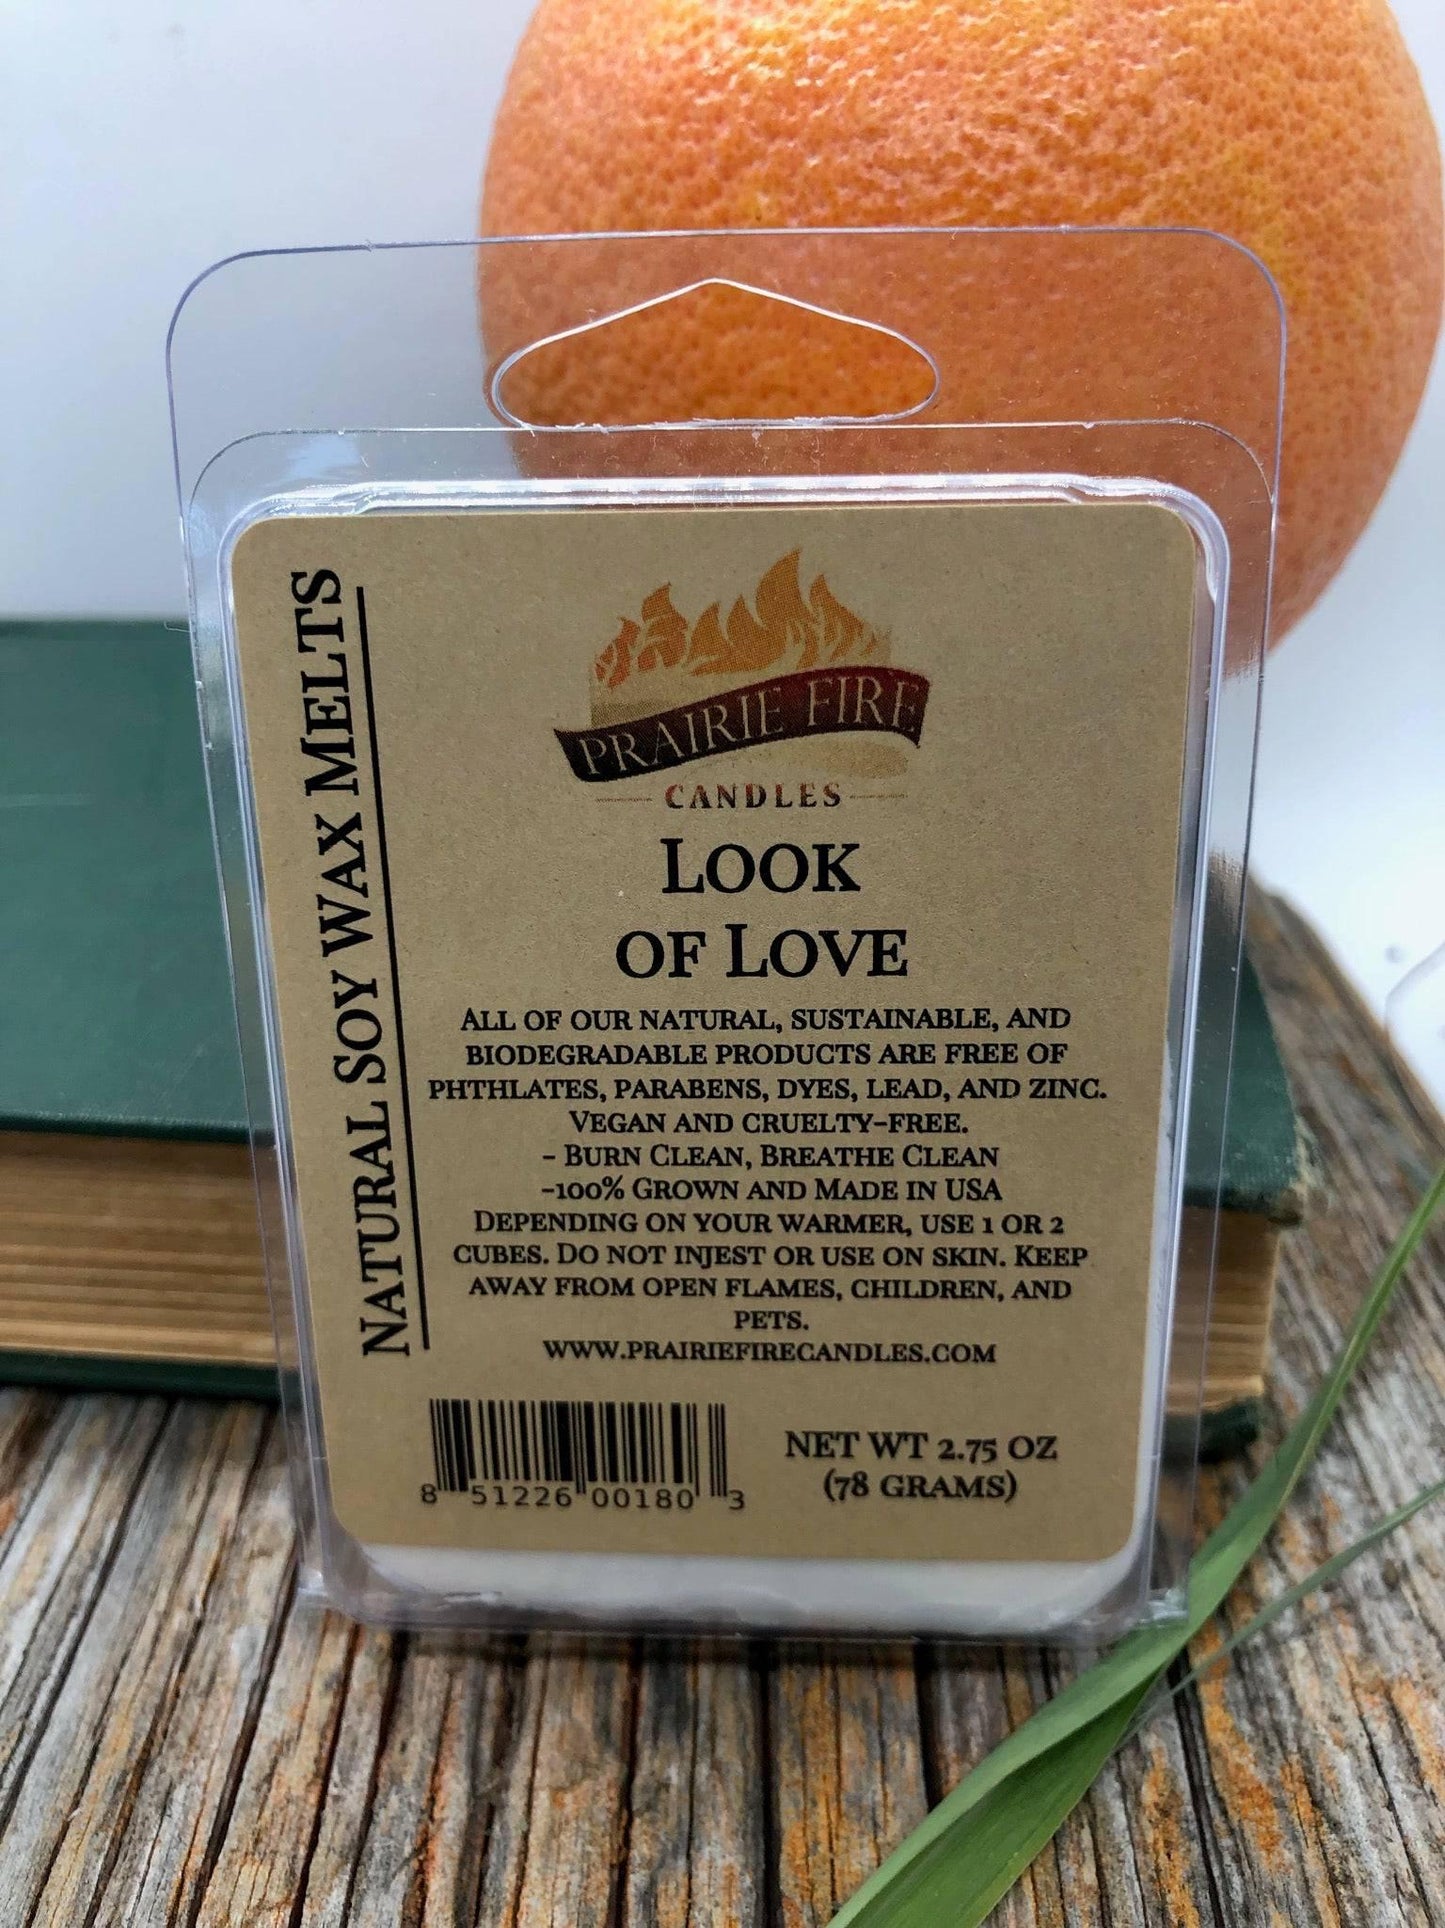 Natural Soy Wax Melts
PRAIRIE FIRE
CANDLES
Look
of Love
All of our natural, sustainable, and
biodegradable products are free of
phthlates, parabens, dyes, lead, and zinc.
Vegan and cruelty-free.
- Burn Clean, Breathe Clean
-100% Grown and Made in USA
Depending on your warmer, use 1 or 2
cubes. Do not injest or use on skin. Keep
away from open flames, children, and
pets.
www.prairiefirecandles.com
8 51226 00180 3
NET WT 2.75 OZ
(78 GRAMS)